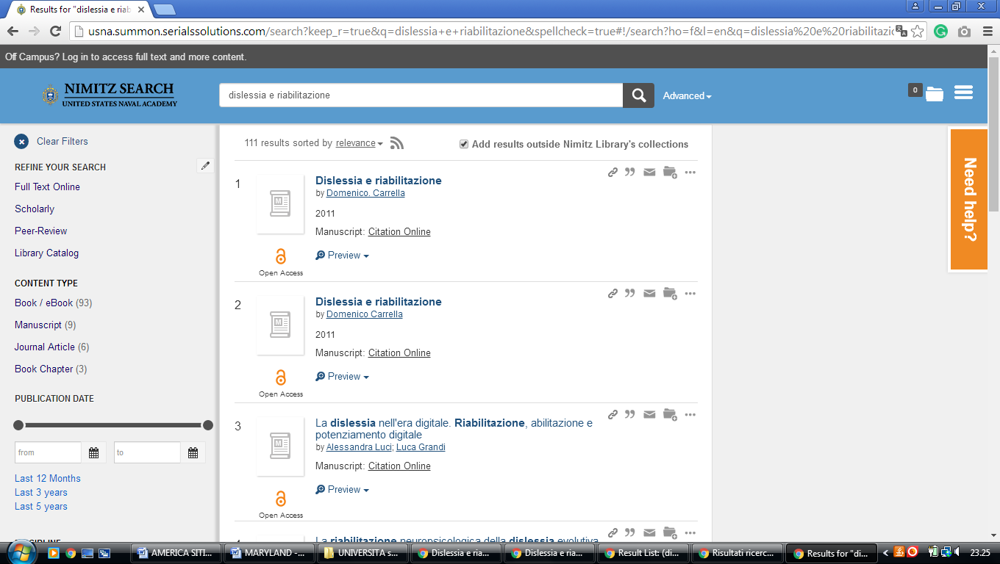 Results for "dislessia e riab
usna.summon.serialssolutions.com/search?keep_r=true&q=dislessia+e+riabilitazione&spellcheck=true#!/search?ho=f&l=en&q=dislessia%20e%20riabilitazic
Off Campus? Log in to access full text and more content.
NIMITZ SEARCH
UNITED STATES NAVAL ACADEMY
dislessia e riabilitazione
Advanced
0
Clear Filters
REFINE YOUR SEARCH
Full Text Online
Scholarly
Peer-Review
Library Catalog
CONTENT TYPE
Book / eBook (93)
Manuscript (9)
Journal Article (6)
Book Chapter (3)
PUBLICATION DATE
from
to
Last 12 Months
Last 3 years
Last 5 years
DISCIPLINE
111 results sorted by relevance
Add results outside Nimitz Library's collections
1
Dislessia e riabilitazione
by Domenico. Carrella
2011
Manuscript: Citation Online
Preview
Open Access
2
Dislessia e riabilitazione
by Domenico Carrella
2011
Manuscript: Citation Online
Preview
Open Access
3
La dislessia nell'era digitale. Riabilitazione, abilitazione e
potenziamento digitale
by Alessandra Luci; Luca Grandi
Manuscript: Citation Online
Preview
Open Access
La riabilitazione neuropsicologica della dislessia evolutiva
Need help?
AMERICA SITI...
MARYLAND -...
UNIVERSITA s...
Dislessia e ria...
Dislessia e ria...
Result List: (di...
Risultati ricerc...
Results for "di...
23.25